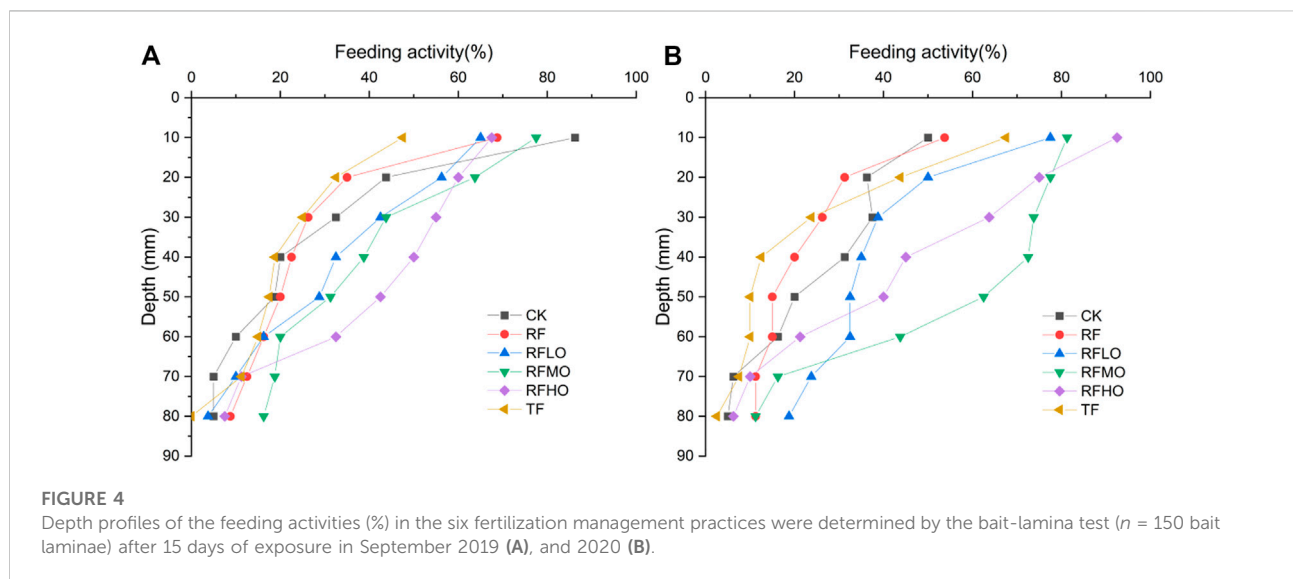 A
Feeding activity(%)
0 20 40 60 80 100
0
10
20
30
40
50
60
70
80
90
Depth (mm)
CK
RF
RFLO
RFMO
RFHO
TF
B
Feeding activity(%)
0 20 40 60 80 100
0
10
20
30
40
50
60
70
80
90
Depth (mm)
CK
RF
RFLO
RFMO
RFHO
TF
FIGURE 4
Depth profiles of the feeding activities (%) in the six fertilization management practices were determined by the bait-lamina test (n = 150 bait
laminae) after 15 days of exposure in September 2019 (A), and 2020 (B).